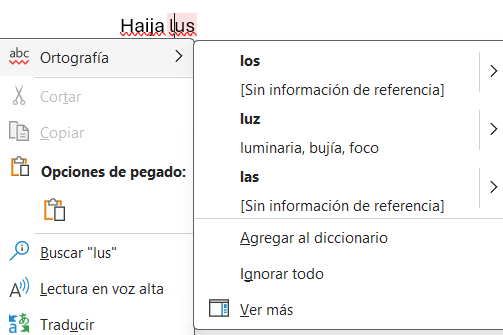 Haija lus
abc Ortografía
Cortar
Copiar
Opciones de pegado:
Buscar "lus"
Lectura en voz alta
Traducir
los
[Sin información de referencia]
luz
luminaria, bujía, foco
las
[Sin información de referencia]
Agregar al diccionario
Ignorar todo
Ver más